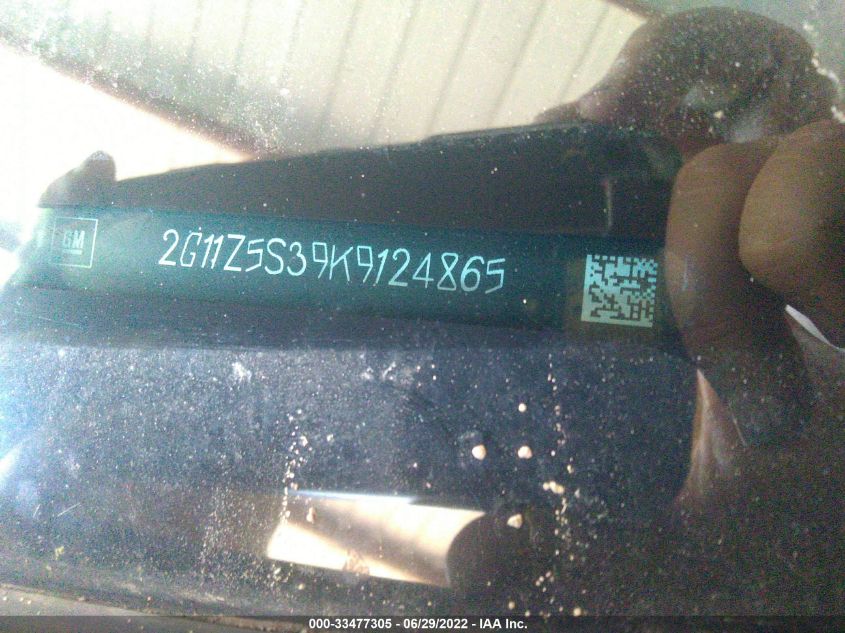 GM 2G11Z5S39K9124865
000-33477305 - 06/29/2022 - IAA Inc.